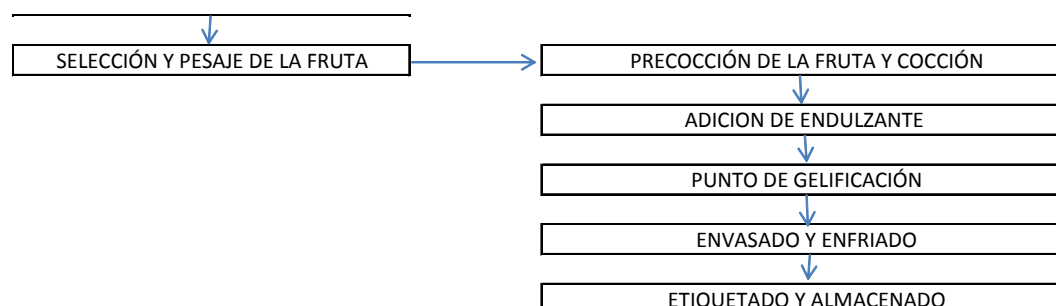 SELECCIÓN Y PESAJE DE LA FRUTA
PRECOCCIÓN DE LA FRUTA Y COCCIÓN
ADICION DE ENDULZANTE
PUNTO DE GELIFICACIÓN
ENVASADO Y ENFRIADO
ETIQUETADO Y ALMACENADO